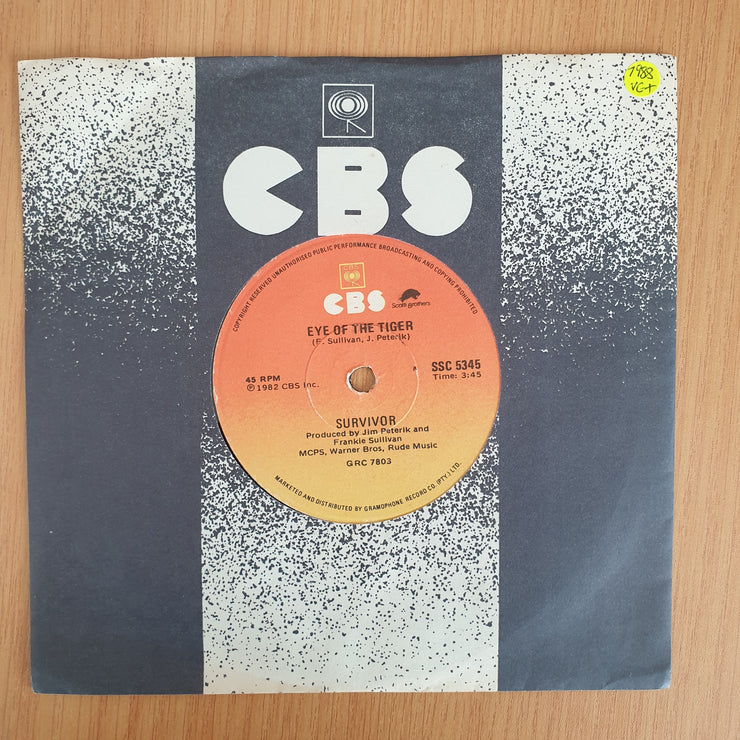 1988
VG+
CBS
COPYRIGHT RESERVED UNAUTHORISED PUBLIC PERFORMANCE BROADCASTING AND COPYING PROHIBITED
CBS
CBS
Scotti Brothers
EYE OF THE TIGER
(F. Sullivan, J. Peterik)
45 RPM
℗ 1982 CBS Inc.
SSC 5345
Time: 3:45
SURVIVOR
Produced by Jim Peterik and
Frankie Sullivan
MCPS, Warner Bros, Rude Music
GRC 7803
MARKETED AND DISTRIBUTED BY GRAMOPHONE RECORD CO. (PTY.) LTD.